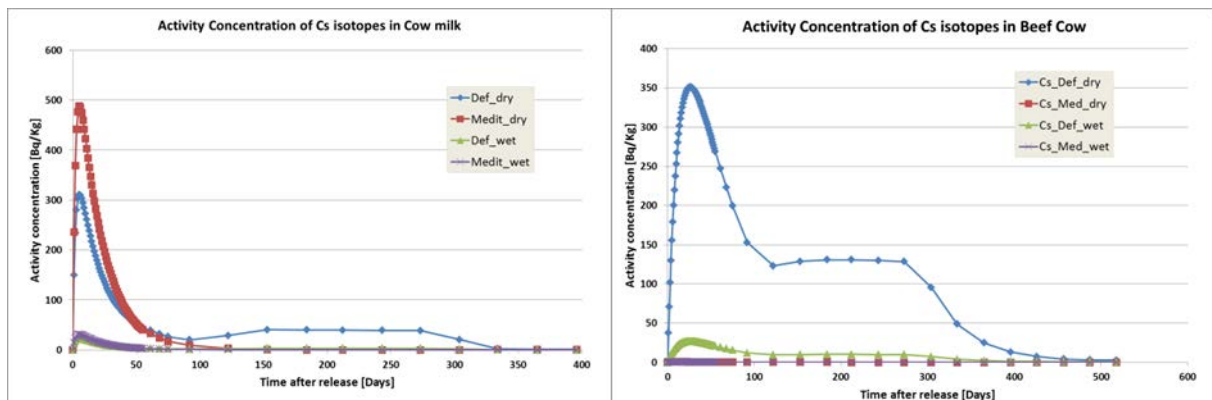 Activity Concentration of Cs isotopes in Cow milk
600
500
400
300
200
100
0
Activity concentration [Bq/Kg]
Def_dry
Medit_dry
Def_wet
Medit_wet
0 50 100 150 200 250 300 350 400
Time after release [Days]
Activity Concentration of Cs isotopes in Beef Cow
400
350
300
250
200
150
100
50
0
Activity concentration [Bq/Kg]
Cs_Def_dry
Cs_Med_dry
Cs_Def_wet
Cs_Med_wet
0 100 200 300 400 500 600
Time after release [Days]